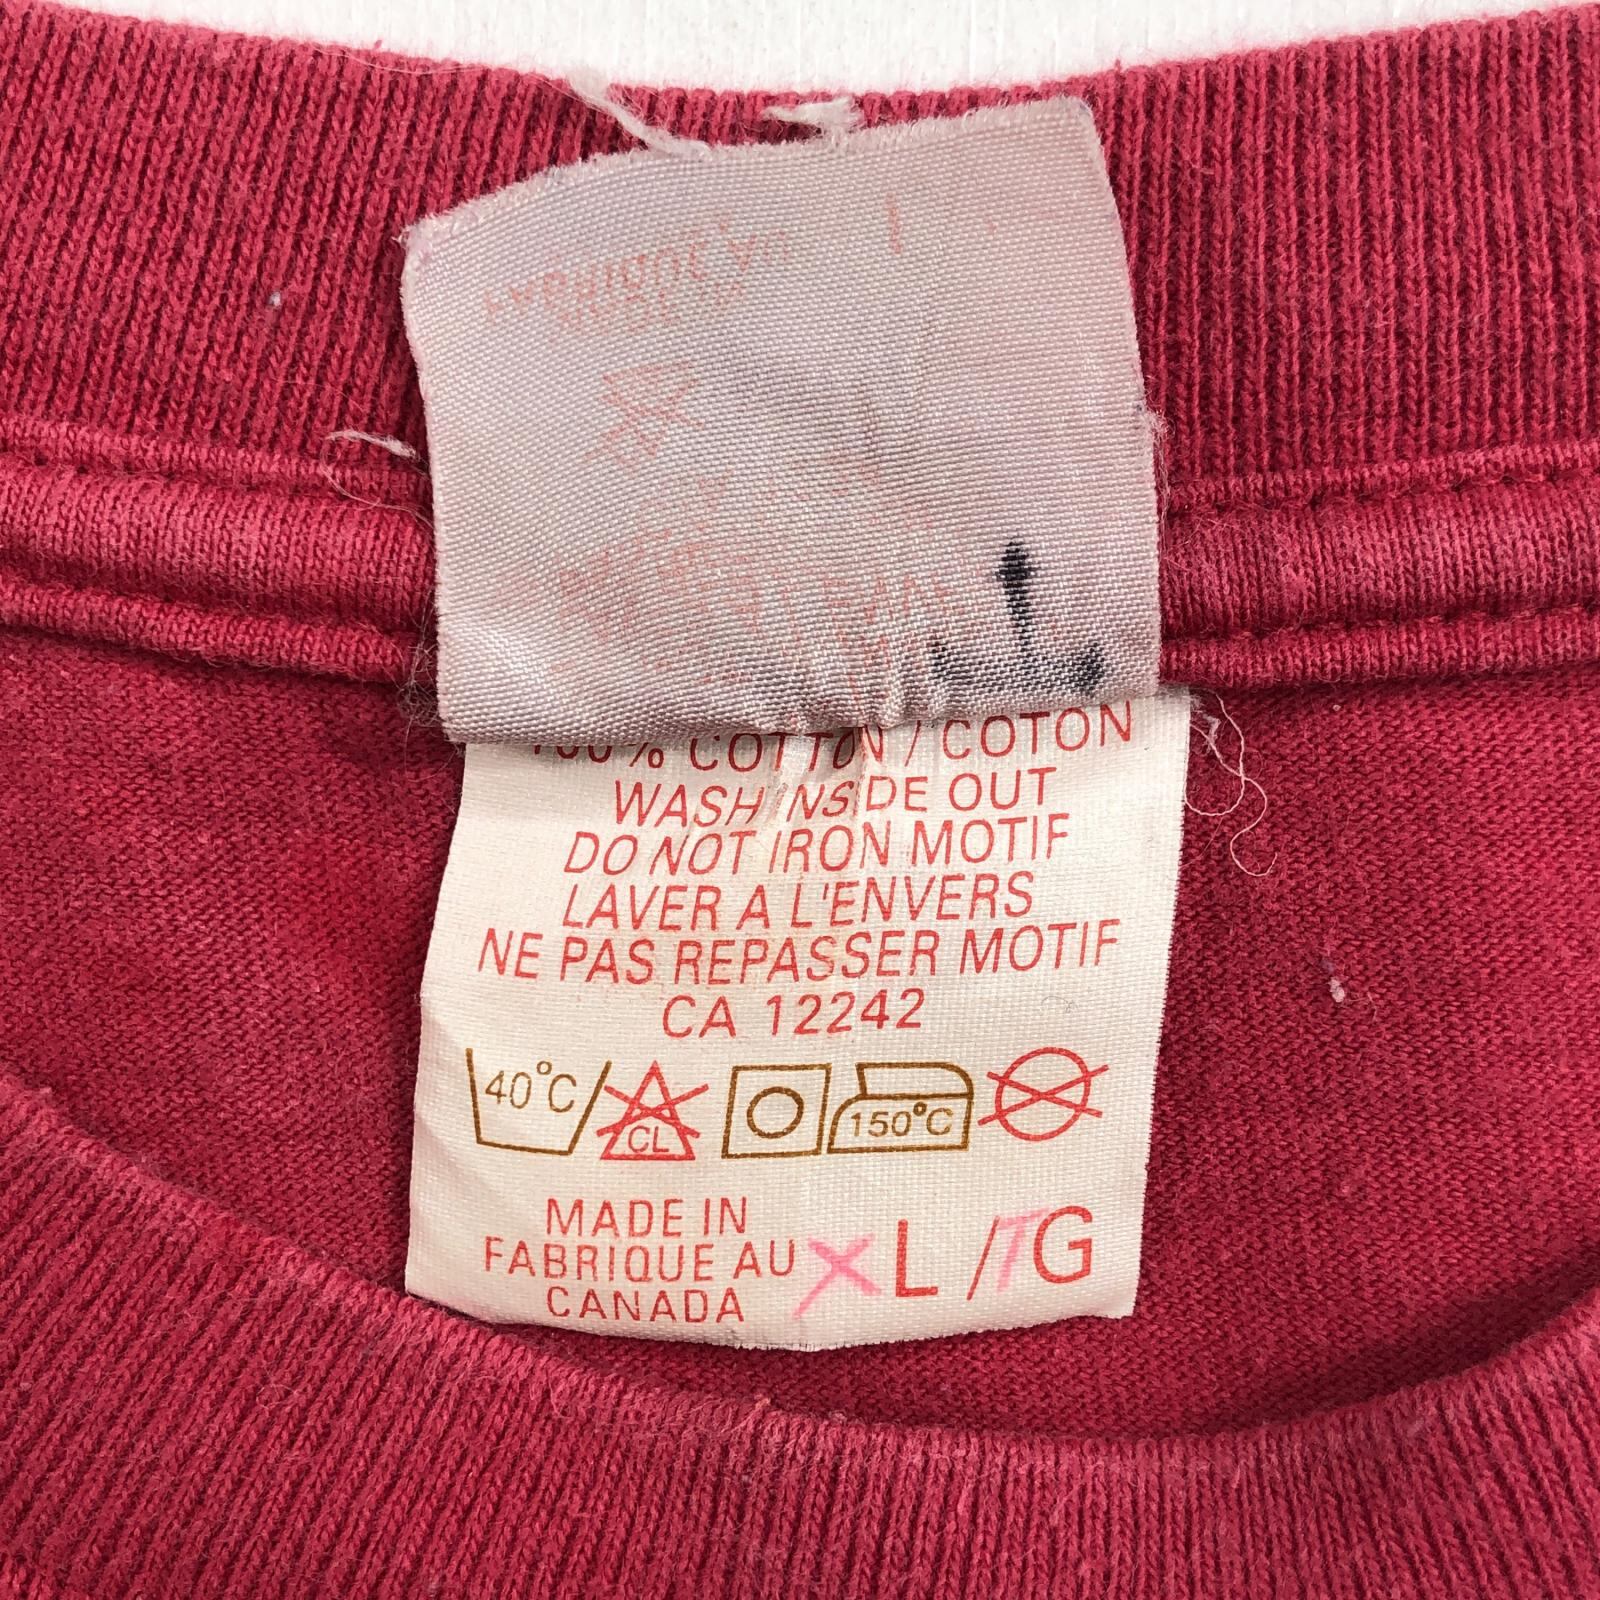 100% COTTON / COTON
WASH INSIDE OUT
DO NOT IRON MOTIF
LAVER A L'ENVERS
NE PAS REPASSER MOTIF
CA 12242
40°C CL 150°C
MADE IN
FABRIQUE AU
CANADA
XL / TG